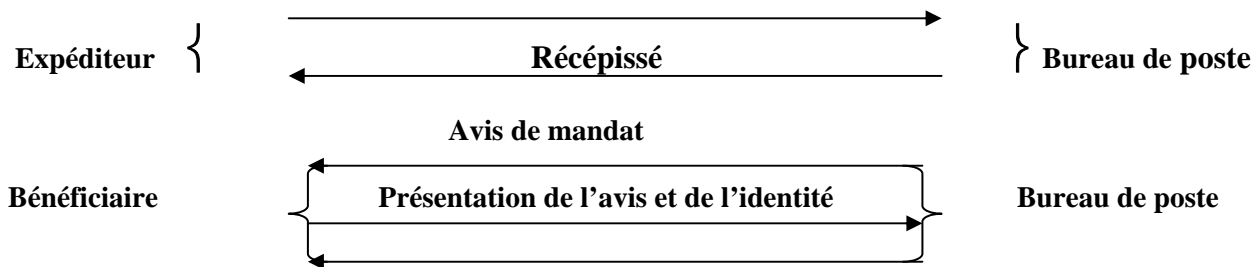 Expéditeur Récépissé Bureau de poste
Avis de mandat
Bénéficiaire Présentation de l’avis et de l’identité Bureau de poste